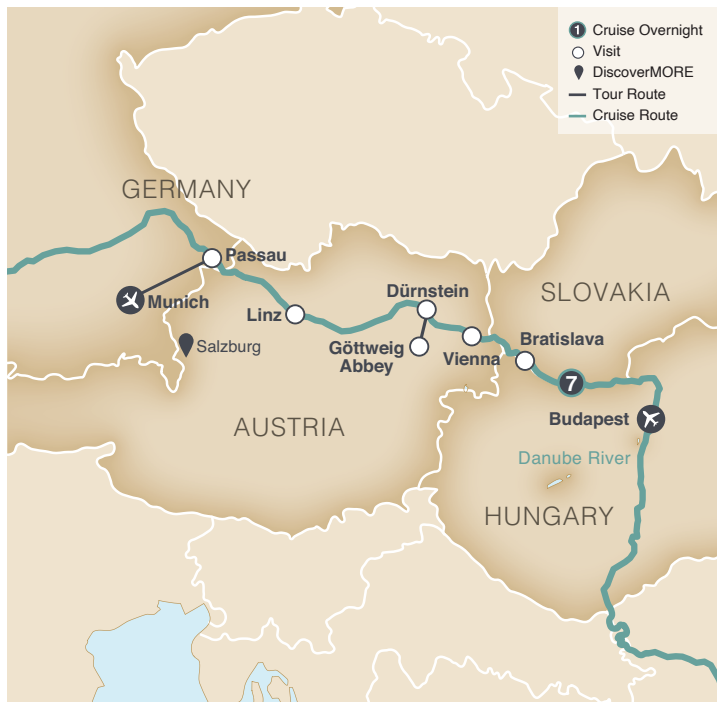 1 Cruise Overnight
Visit
DiscoverMORE
Tour Route
Cruise Route
GERMANY
Passau
Munich
Linz
Dürnstein
SLOVAKIA
Salzburg
Göttweig
Abbey
Vienna
Bratislava
7
Budapest
AUSTRIA
Danube River
HUNGARY